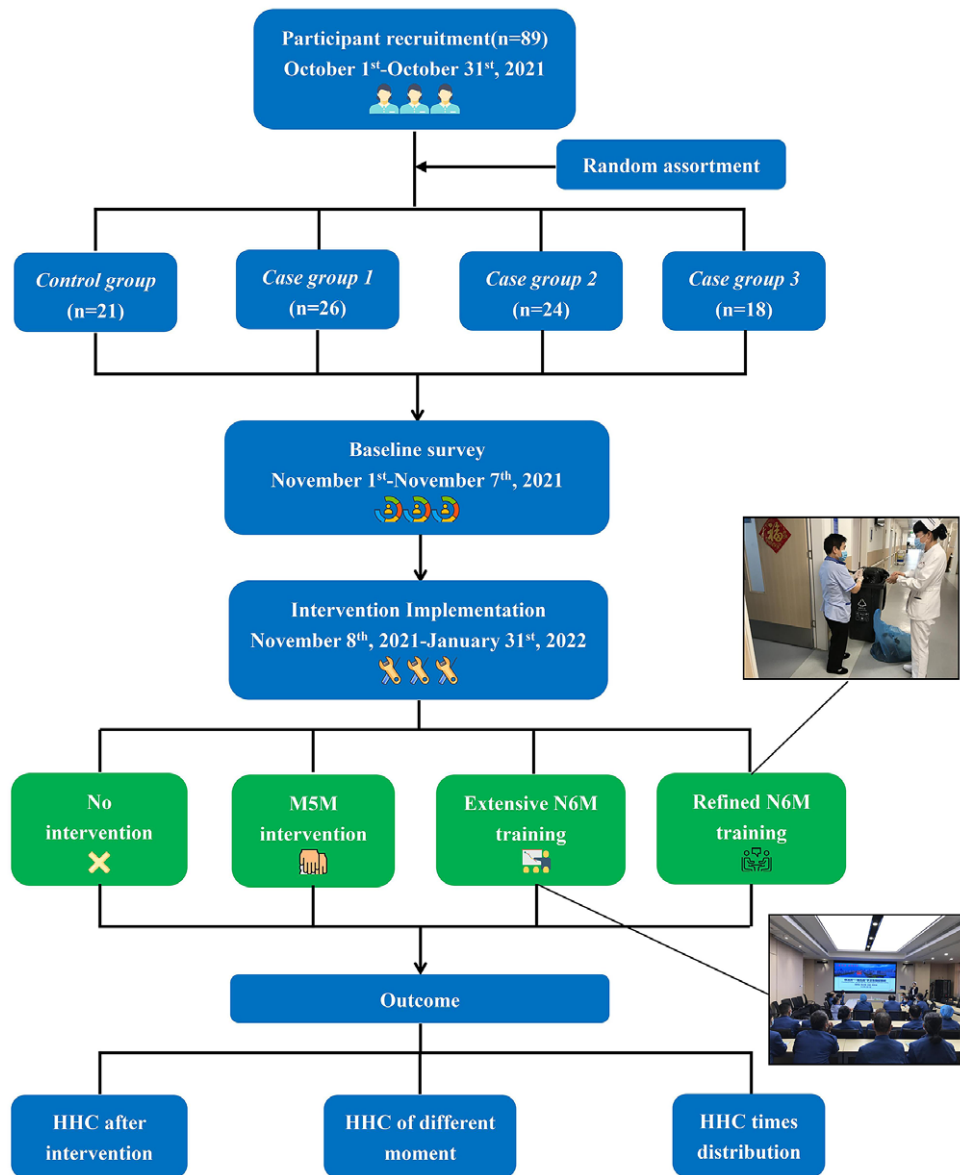 Participant recruitment(n=89)
October 1st-October 31st, 2021
Random assortment
Control group
(n=21)
Case group 1
(n=26)
Case group 2
(n=24)
Case group 3
(n=18)
Baseline survey
November 1st-November 7th, 2021
Intervention Implementation
November 8th, 2021-January 31st, 2022
福
No
intervention
M5M
intervention
Extensive N6M
training
Refined N6M
training
Outcome
HHC after
intervention
HHC of different
moment
HHC times
distribution